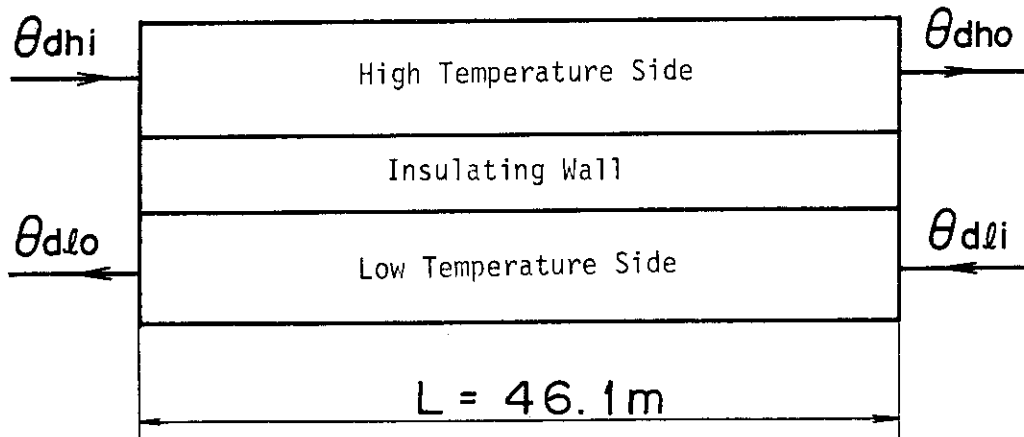 θdhi
θdho
High Temperature Side
Insulating Wall
θdℓo
θdℓi
Low Temperature Side
L = 46.1m